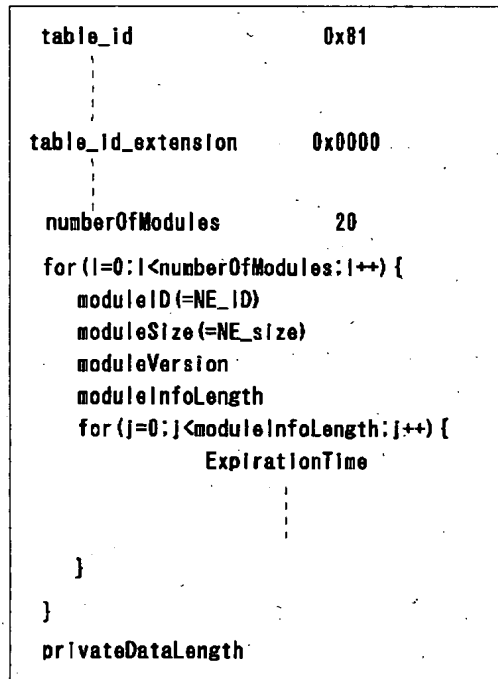 table_id 0x81
table_id_extension 0x0000
numberOfModules 20
for(i=0;i<numberOfModules;i++){
moduleID(=NE_ID)
moduleSize(=NE_size)
moduleVersion
moduleInfoLength
for(j=0;j<moduleInfoLength;j++){
ExpirationTime
}
}
privateDataLength